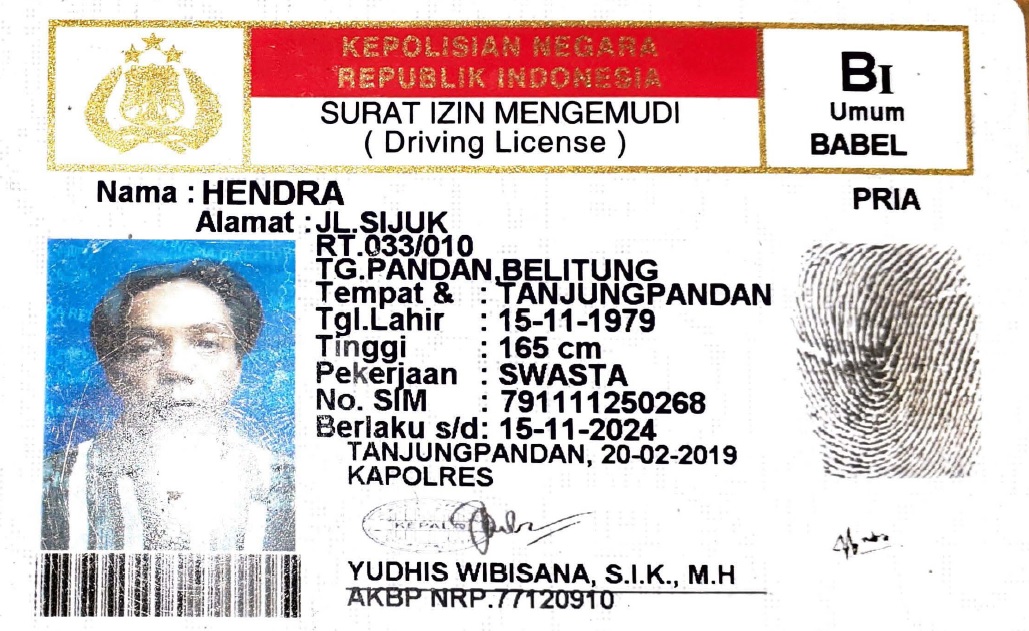 KEPOLISIAN NEGARA
REPUBLIK INDONESIA
SURAT IZIN MENGEMUDI
( Driving License )
BI
Umum
BABEL
Nama : HENDRA
PRIA
Alamat : JL.SIJUK
RT.033/010
TG.PANDAN,BELITUNG
Tempat & : TANJUNGPANDAN
Tgl.Lahir : 15-11-1979
Tinggi : 165 cm
Pekerjaan : SWASTA
No. SIM : 791111250268
Berlaku s/d: 15-11-2024
TANJUNGPANDAN, 20-02-2019
KAPOLRES
YUDHIS WIBISANA, S.I.K., M.H
AKBP NRP.77120910